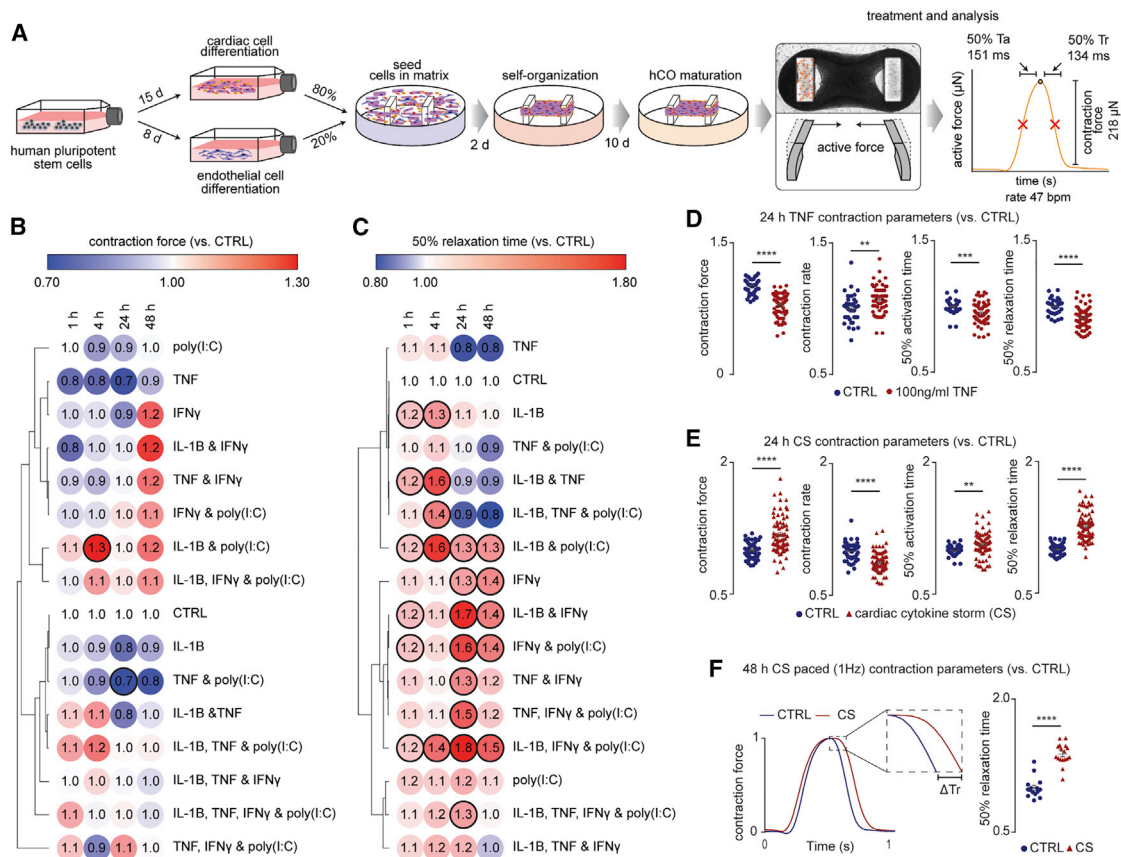 A
treatment and analysis
cardiac cell
differentiation
15 d
8 d
human pluripotent
stem cells
endothelial cell
differentiation
80%
20%
seed
cells in matrix
2 d
self-organization
10 d
hCO maturation
active force
50% Ta
151 ms
50% Tr
134 ms
active force (µN)
contraction
force
218 µN
time (s)
rate 47 bpm
B
contraction force (vs. CTRL)
0.70 1.00 1.30
1 h 4 h 24 h 48 h
1.0 0.9 0.9 1.0 poly(I:C)
0.8 0.8 0.7 0.9 TNF
1.0 1.0 0.9 1.2 IFNγ
0.8 1.0 1.0 1.2 IL-1B & IFNγ
0.9 0.9 1.0 1.2 TNF & IFNγ
1.0 1.0 1.0 1.1 IFNγ & poly(I:C)
1.1 1.3 1.0 1.2 IL-1B & poly(I:C)
1.0 1.1 1.0 1.1 IL-1B, IFNγ & poly(I:C)
1.0 1.0 1.0 1.0 CTRL
1.0 0.9 0.8 0.9 IL-1B
1.0 0.9 0.7 0.8 TNF & poly(I:C)
1.1 1.1 0.8 1.0 IL-1B &TNF
1.1 1.2 1.0 1.0 IL-1B, TNF & poly(I:C)
1.0 1.0 1.0 1.0 IL-1B, TNF & IFNγ
1.1 1.0 1.0 1.0 IL-1B, TNF, IFNγ & poly(I:C)
1.1 0.9 1.1 1.0 TNF, IFNγ & poly(I:C)
C
50% relaxation time (vs. CTRL)
0.80 1.00 1.80
1 h 4 h 24 h 48 h
1.1 1.1 0.8 0.8 TNF
1.0 1.0 1.0 1.0 CTRL
1.2 1.3 1.1 1.0 IL-1B
1.0 1.1 1.0 0.9 TNF & poly(I:C)
1.2 1.6 0.9 0.9 IL-1B & TNF
1.1 1.4 0.9 0.8 IL-1B, TNF & poly(I:C)
1.2 1.6 1.3 1.3 IL-1B & poly(I:C)
1.1 1.1 1.3 1.4 IFNγ
1.2 1.1 1.7 1.4 IL-1B & IFNγ
1.2 1.1 1.6 1.4 IFNγ & poly(I:C)
1.1 1.0 1.3 1.2 TNF & IFNγ
1.1 1.1 1.5 1.2 TNF, IFNγ & poly(I:C)
1.2 1.4 1.8 1.5 IL-1B, IFNγ & poly(I:C)
1.2 1.1 1.2 1.1 poly(I:C)
1.1 1.2 1.3 1.0 IL-1B, TNF, IFNγ & poly(I:C)
1.1 1.2 1.2 1.0 IL-1B, TNF & IFNγ
D
24 h TNF contraction parameters (vs. CTRL)
contraction force
1.5
0
****
contraction rate
1.5
0.5
**
50% activation time
1.5
0.5
***
50% relaxation time
1.5
0.5
****
CTRL 100ng/ml TNF
E
24 h CS contraction parameters (vs. CTRL)
contraction force
2
0.5
****
contraction rate
2
0.5
****
50% activation time
2
0.5
**
50% relaxation time
2
0.5
****
CTRL cardiac cytokine storm (CS)
F
48 h CS paced (1Hz) contraction parameters (vs. CTRL)
CTRL CS
contraction force
1
0
0 1
Time (s)
ΔTr
50% relaxation time
2.0
0.5
****
CTRL CS